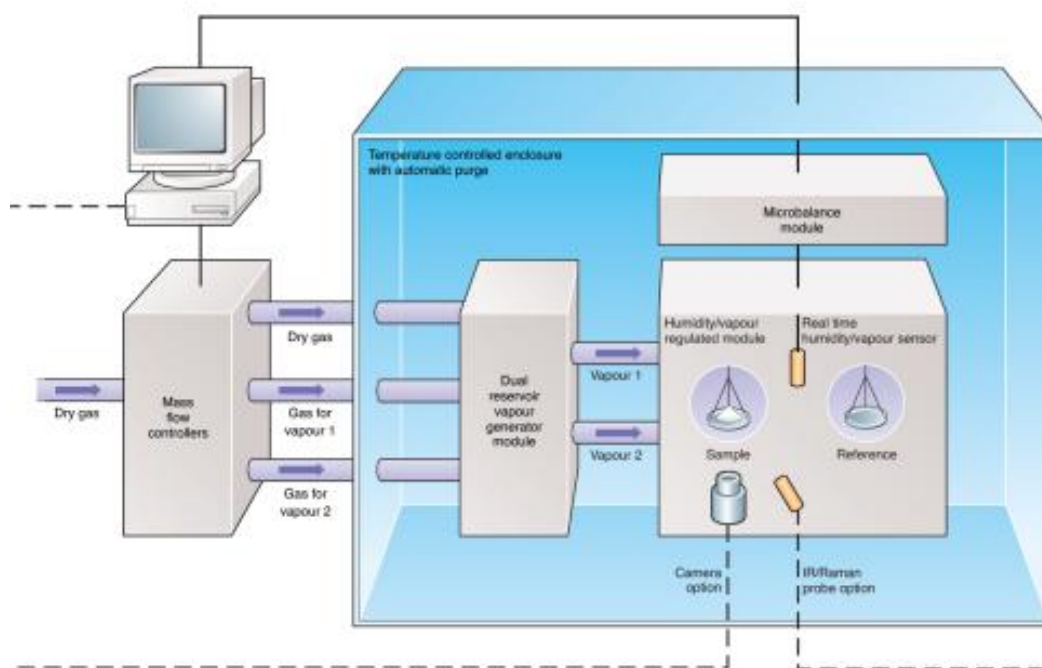 Temperature controlled enclosure
with automatic purge
Microbalance
module
Dry gas
Mass
flow
controllers
Dry gas
Gas for
vapour 1
Gas for
vapour 2
Dual
reservoir
vapour
generator
module
Vapour 1
Vapour 2
Humidity/vapour
regulated module
Real time
humidity/vapour sensor
Sample
Reference
Camera
option
IR/Raman
probe option